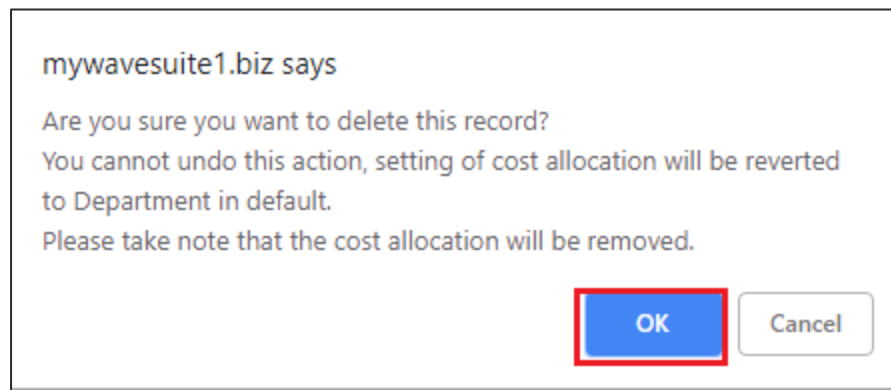 mywavesuite1.biz says
Are you sure you want to delete this record?
You cannot undo this action, setting of cost allocation will be reverted
to Department in default.
Please take note that the cost allocation will be removed.
OK Cancel